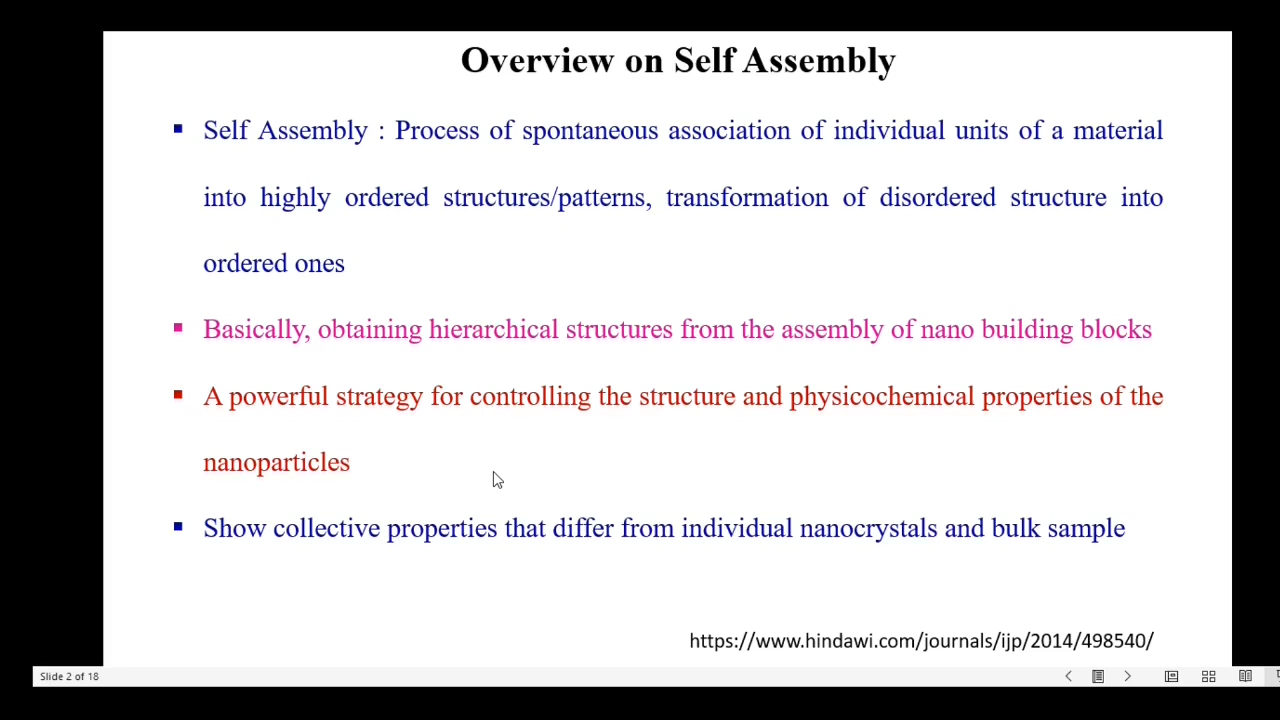 Overview on Self Assembly
▪ Self Assembly : Process of spontaneous association of individual units of a material
into highly ordered structures/patterns, transformation of disordered structure into
ordered ones
▪ Basically, obtaining hierarchical structures from the assembly of nano building blocks
▪ A powerful strategy for controlling the structure and physicochemical properties of the
nanoparticles
▪ Show collective properties that differ from individual nanocrystals and bulk sample
https://www.hindawi.com/journals/ijp/2014/498540/
Slide 2 of 18